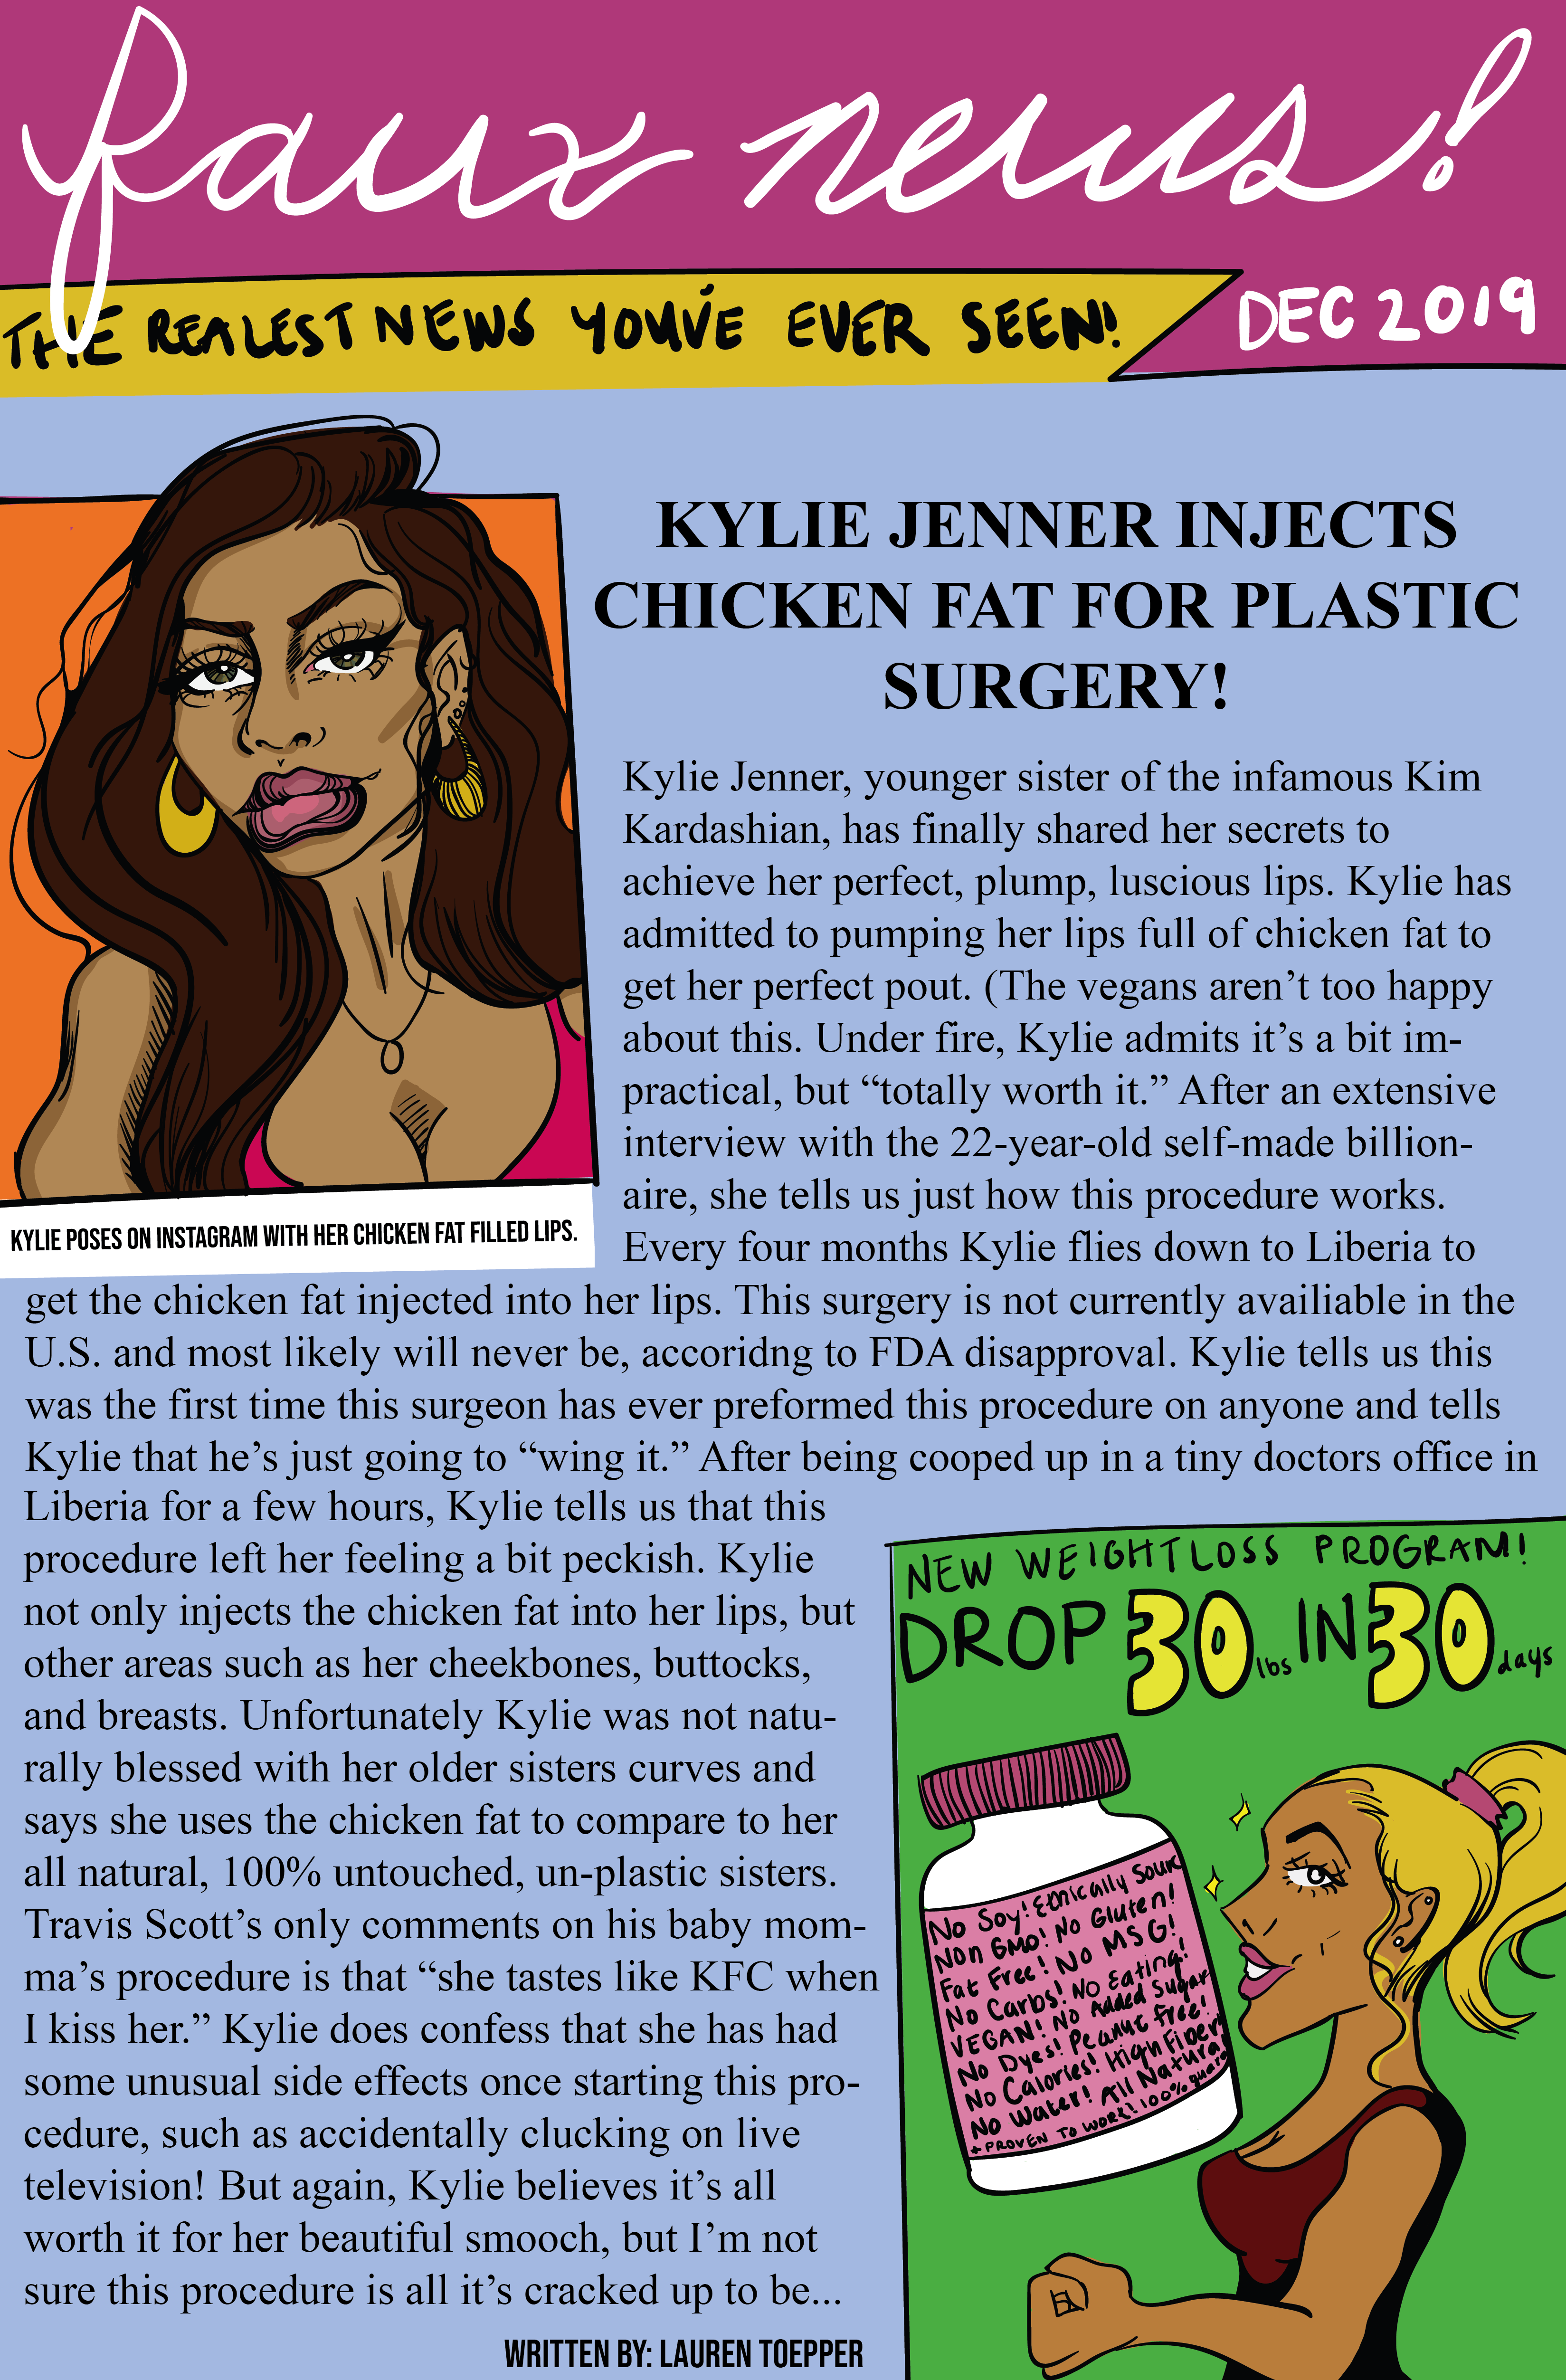 faux news!
THE REALEST NEWS YOU'VE EVER SEEN!
DEC 2019
KYLIE JENNER INJECTS
CHICKEN FAT FOR PLASTIC
SURGERY!
Kylie Jenner, younger sister of the infamous Kim
Kardashian, has finally shared her secrets to
achieve her perfect, plump, luscious lips. Kylie has
admitted to pumping her lips full of chicken fat to
get her perfect pout. (The vegans aren’t too happy
about this. Under fire, Kylie admits it’s a bit im-
practical, but “totally worth it.” After an extensive
interview with the 22-year-old self-made billion-
aire, she tells us just how this procedure works.
Every four months Kylie flies down to Liberia to
KYLIE POSES ON INSTAGRAM WITH HER CHICKEN FAT FILLED LIPS.
get the chicken fat injected into her lips. This surgery is not currently availiable in the
U.S. and most likely will never be, accoridng to FDA disapproval. Kylie tells us this
was the first time this surgeon has ever preformed this procedure on anyone and tells
Kylie that he’s just going to “wing it.” After being cooped up in a tiny doctors office in
Liberia for a few hours, Kylie tells us that this
procedure left her feeling a bit peckish. Kylie
not only injects the chicken fat into her lips, but
other areas such as her cheekbones, buttocks,
and breasts. Unfortunately Kylie was not natu-
rally blessed with her older sisters curves and
says she uses the chicken fat to compare to her
all natural, 100% untouched, un-plastic sisters.
Travis Scott’s only comments on his baby mom-
ma’s procedure is that “she tastes like KFC when
I kiss her.” Kylie does confess that she has had
some unusual side effects once starting this pro-
cedure, such as accidentally clucking on live
television! But again, Kylie believes it’s all
worth it for her beautiful smooch, but I’m not
sure this procedure is all it’s cracked up to be...
WRITTEN BY: LAUREN TOEPPER
NEW WEIGHTLOSS PROGRAM!
DROP 30 lbs IN 30 days
No Soy! Ethically Sour
Non GMO! No Gluten!
Fat Free! No MSG!
No Carbs! No Eating!
VEGAN! No Added Sugar
No Dyes! Peanut free!
No Calories! High Fiber!
No Water! All Natural
+ PROVEN TO WORK! 100% guara